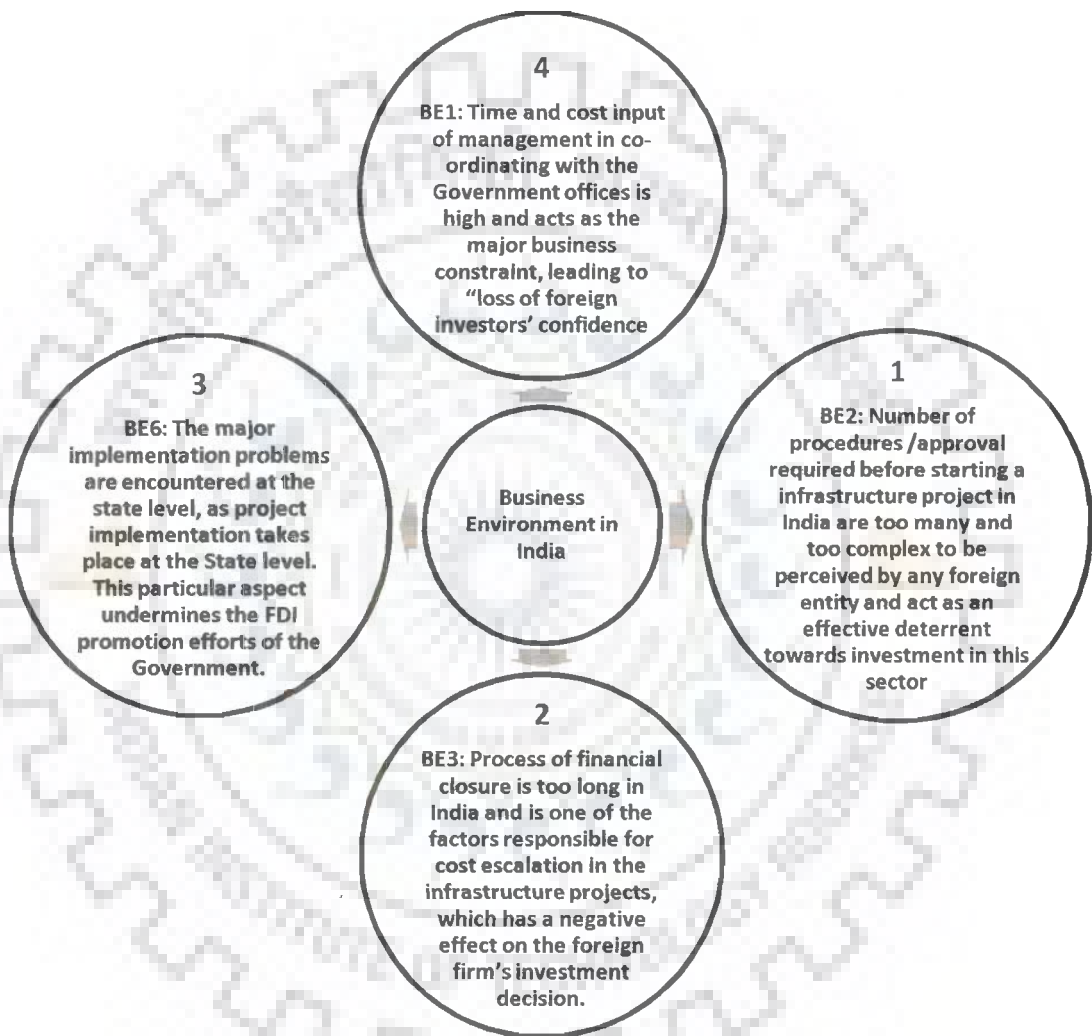 4
BE1: Time and cost input
of management in co-
ordinating with the
Government offices is
high and acts as the
major business
constraint, leading to
“loss of foreign
investors’ confidence
3
BE6: The major
implementation problems
are encountered at the
state level, as project
implementation takes
place at the State level.
This particular aspect
undermines the FDI
promotion efforts of the
Government.
Business
Environment in
India
1
BE2: Number of
procedures /approval
required before starting a
infrastructure project in
India are too many and
too complex to be
perceived by any foreign
entity and act as an
effective deterrent
towards investment in this
sector
2
BE3: Process of financial
closure is too long in
India and is one of the
factors responsible for
cost escalation in the
infrastructure projects,
which has a negative
effect on the foreign
firm’s investment
decision.